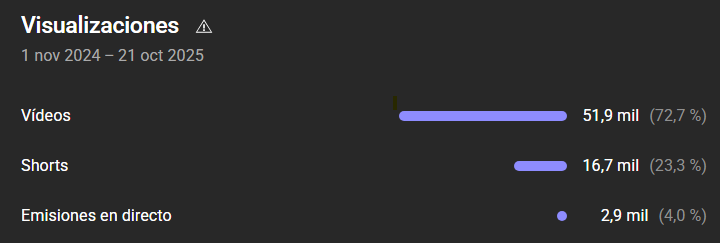 Visualizaciones
1 nov 2024 – 21 oct 2025
Vídeos 51,9 mil (72,7 %)
Shorts 16,7 mil (23,3 %)
Emisiones en directo 2,9 mil (4,0 %)